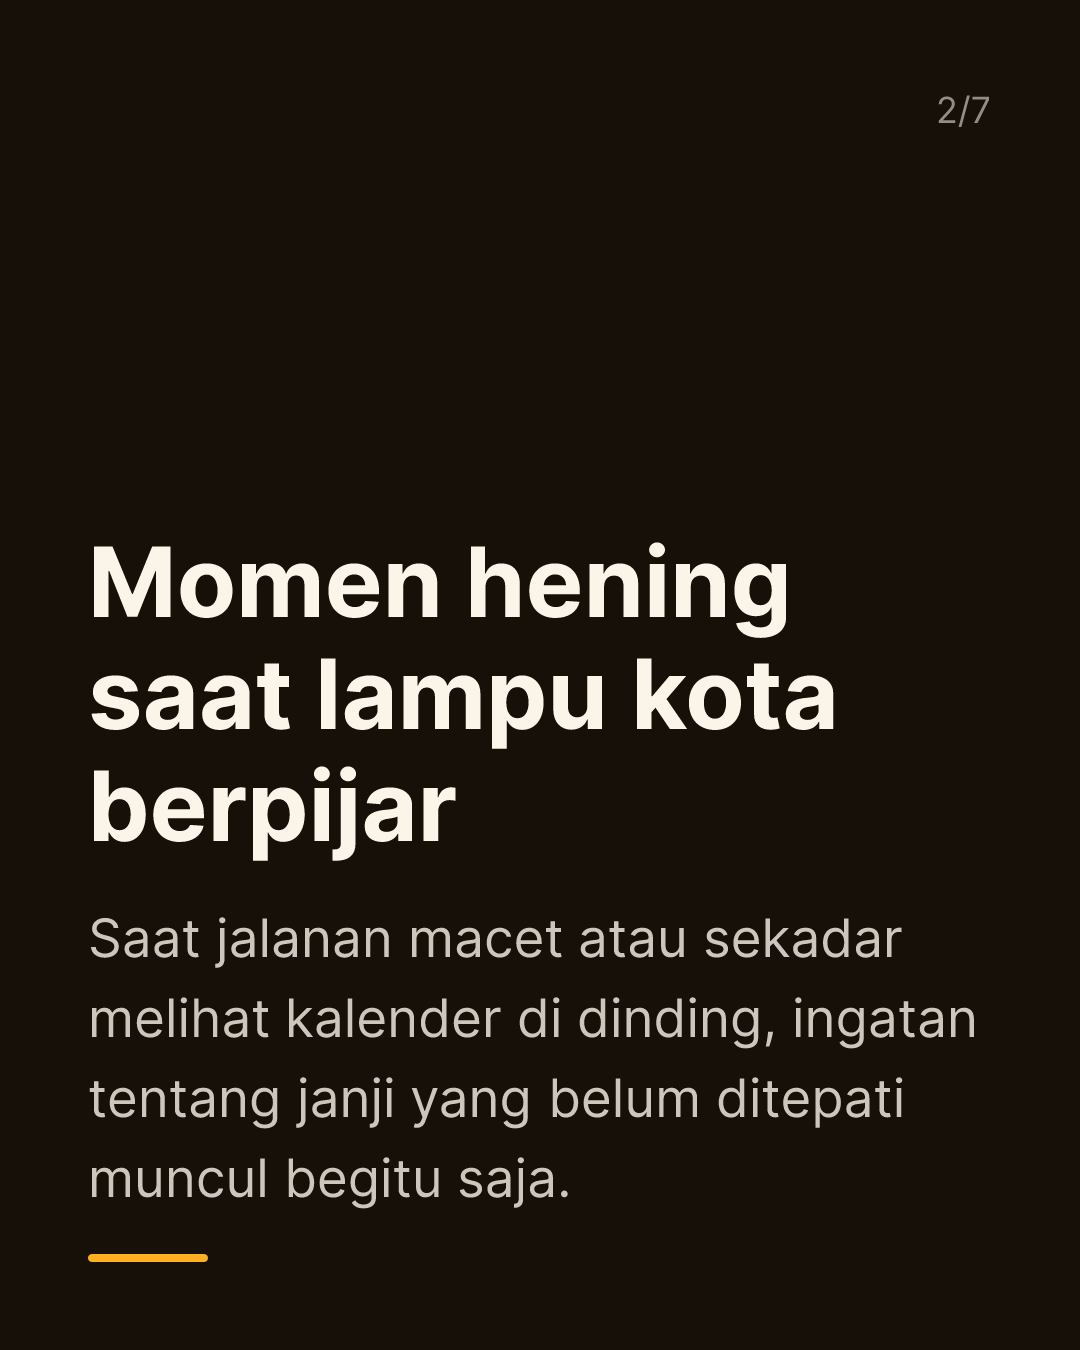 2/7
Momen hening
saat lampu kota
berpijar
Saat jalanan macet atau sekadar
melihat kalender di dinding, ingatan
tentang janji yang belum ditepati
muncul begitu saja.